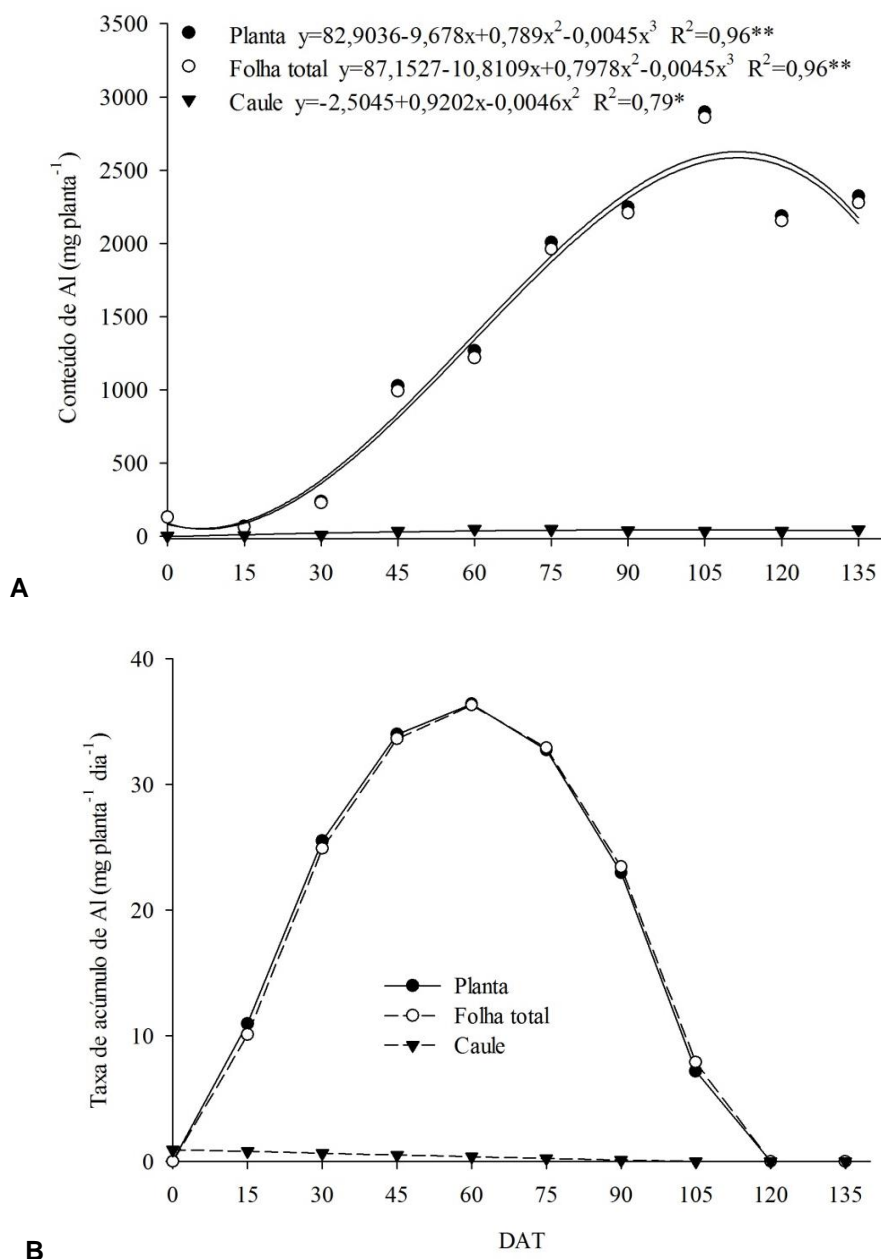 3500
Planta y=82,9036-9,678x+0,789x²-0,0045x³ R²=0,96**
Folha total y=87,1527-10,8109x+0,7978x²-0,0045x³ R²=0,96**
3000
Caule y=-2,5045+0,9202x-0,0046x² R²=0,79*
2500
2000
1500
1000
500
0
Conteúdo de Al (mg planta⁻¹)
0 15 30 45 60 75 90 105 120 135
A
40
30
20
10
0
Taxa de acúmulo de Al (mg planta⁻¹ dia⁻¹)
Planta
Folha total
Caule
0 15 30 45 60 75 90 105 120 135
DAT
B